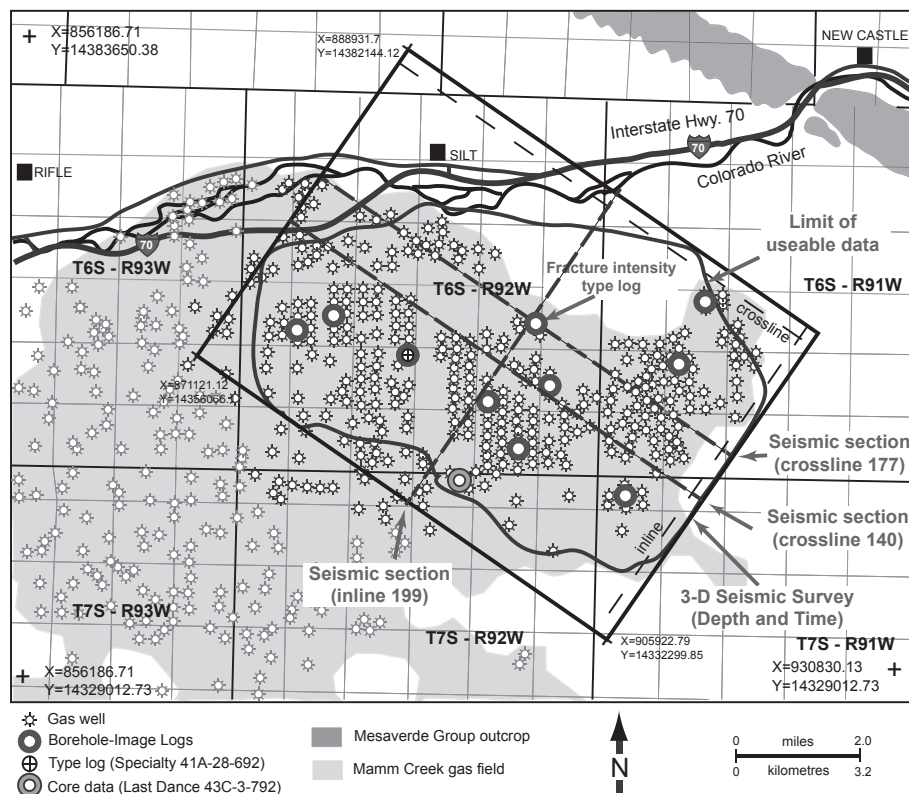 X=856186.71
Y=14383650.38
X=888931.7
Y=14382144.12
NEW CASTLE
Interstate Hwy. 70
70
Colorado River
SILT
RIFLE
70
T6S - R93W
Limit of
useable data
T6S - R92W
Fracture intensity
type log
T6S - R91W
crossline
X=871121.12
Y=14356066.1
Seismic section
(crossline 177)
Seismic section
(crossline 140)
inline
Seismic section
(inline 199)
3-D Seismic Survey
(Depth and Time)
T7S - R93W
T7S - R92W
X=905922.79
Y=14332299.85
T7S - R91W
X=856186.71
Y=14329012.73
X=930830.13
Y=14329012.73
Gas well
Borehole-Image Logs
Type log (Specialty 41A-28-692)
Core data (Last Dance 43C-3-792)
Mesaverde Group outcrop
Mamm Creek gas field
N
0 miles 2.0
0 kilometres 3.2